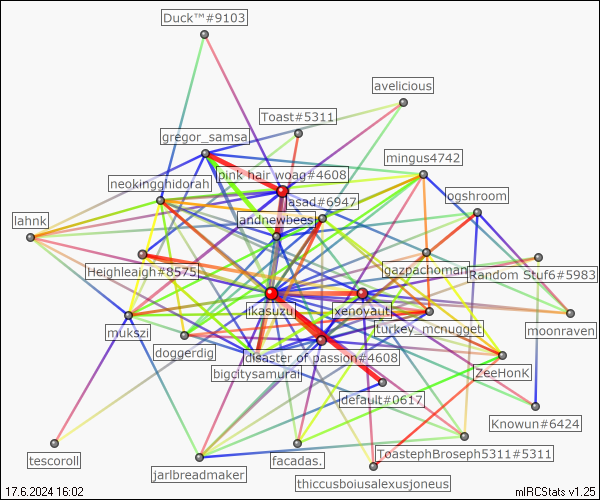 Duck™#9103
avelicious
Toast#5311
gregor_samsa
mingus4742
pink hair woag#4608
neokingghidorah
ogshroom
asad#6947
lahnk
andnewbees
gazpachoman
Heighleaigh#8575
Random Stuf6#5983
Ikasuzu
xenoyaut
mukszi
turkey_mcnugget
moonraven
doggerdig
disaster of passion#4608
bigcitysamurai
ZeeHonK
default#0617
Knowun#6424
ToastephBroseph5311#5311
tescoroll
facadas.
jarlbreadmaker
thiccusboiusalexusjoneus
17.6.2024 16:02
mIRCStats v1.25